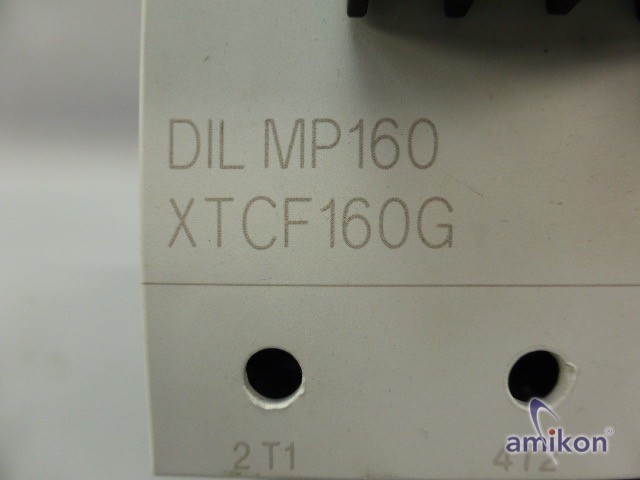 DIL MP160
XTCF160G
2 T1
4 T2
amikon®